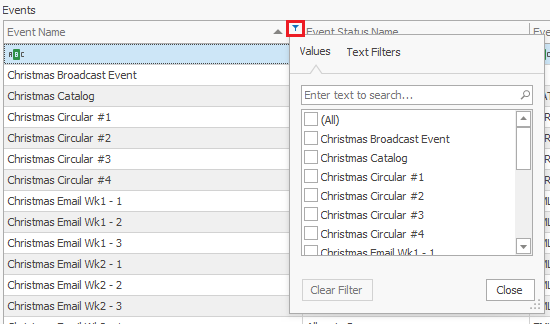 Events
Event Name Event Status Name
ABC
Values Text Filters
Enter text to search...
(All)
Christmas Broadcast Event
Christmas Catalog
Christmas Circular #1
Christmas Circular #2
Christmas Circular #3
Christmas Circular #4
Christmas Email Wk1 - 1
Clear Filter Close
Christmas Broadcast Event
Christmas Catalog
Christmas Circular #1
Christmas Circular #2
Christmas Circular #3
Christmas Circular #4
Christmas Email Wk1 - 1
Christmas Email Wk1 - 2
Christmas Email Wk1 - 3
Christmas Email Wk2 - 1
Christmas Email Wk2 - 2
Christmas Email Wk2 - 3